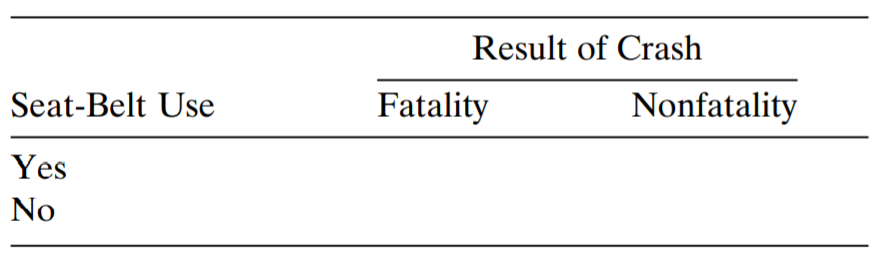 Result of Crash
Seat-Belt Use Fatality Nonfatality
Yes
No